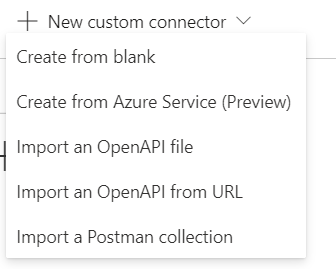 New custom connector
Create from blank
Create from Azure Service (Preview)
Import an OpenAPI file
Import an OpenAPI from URL
Import a Postman collection